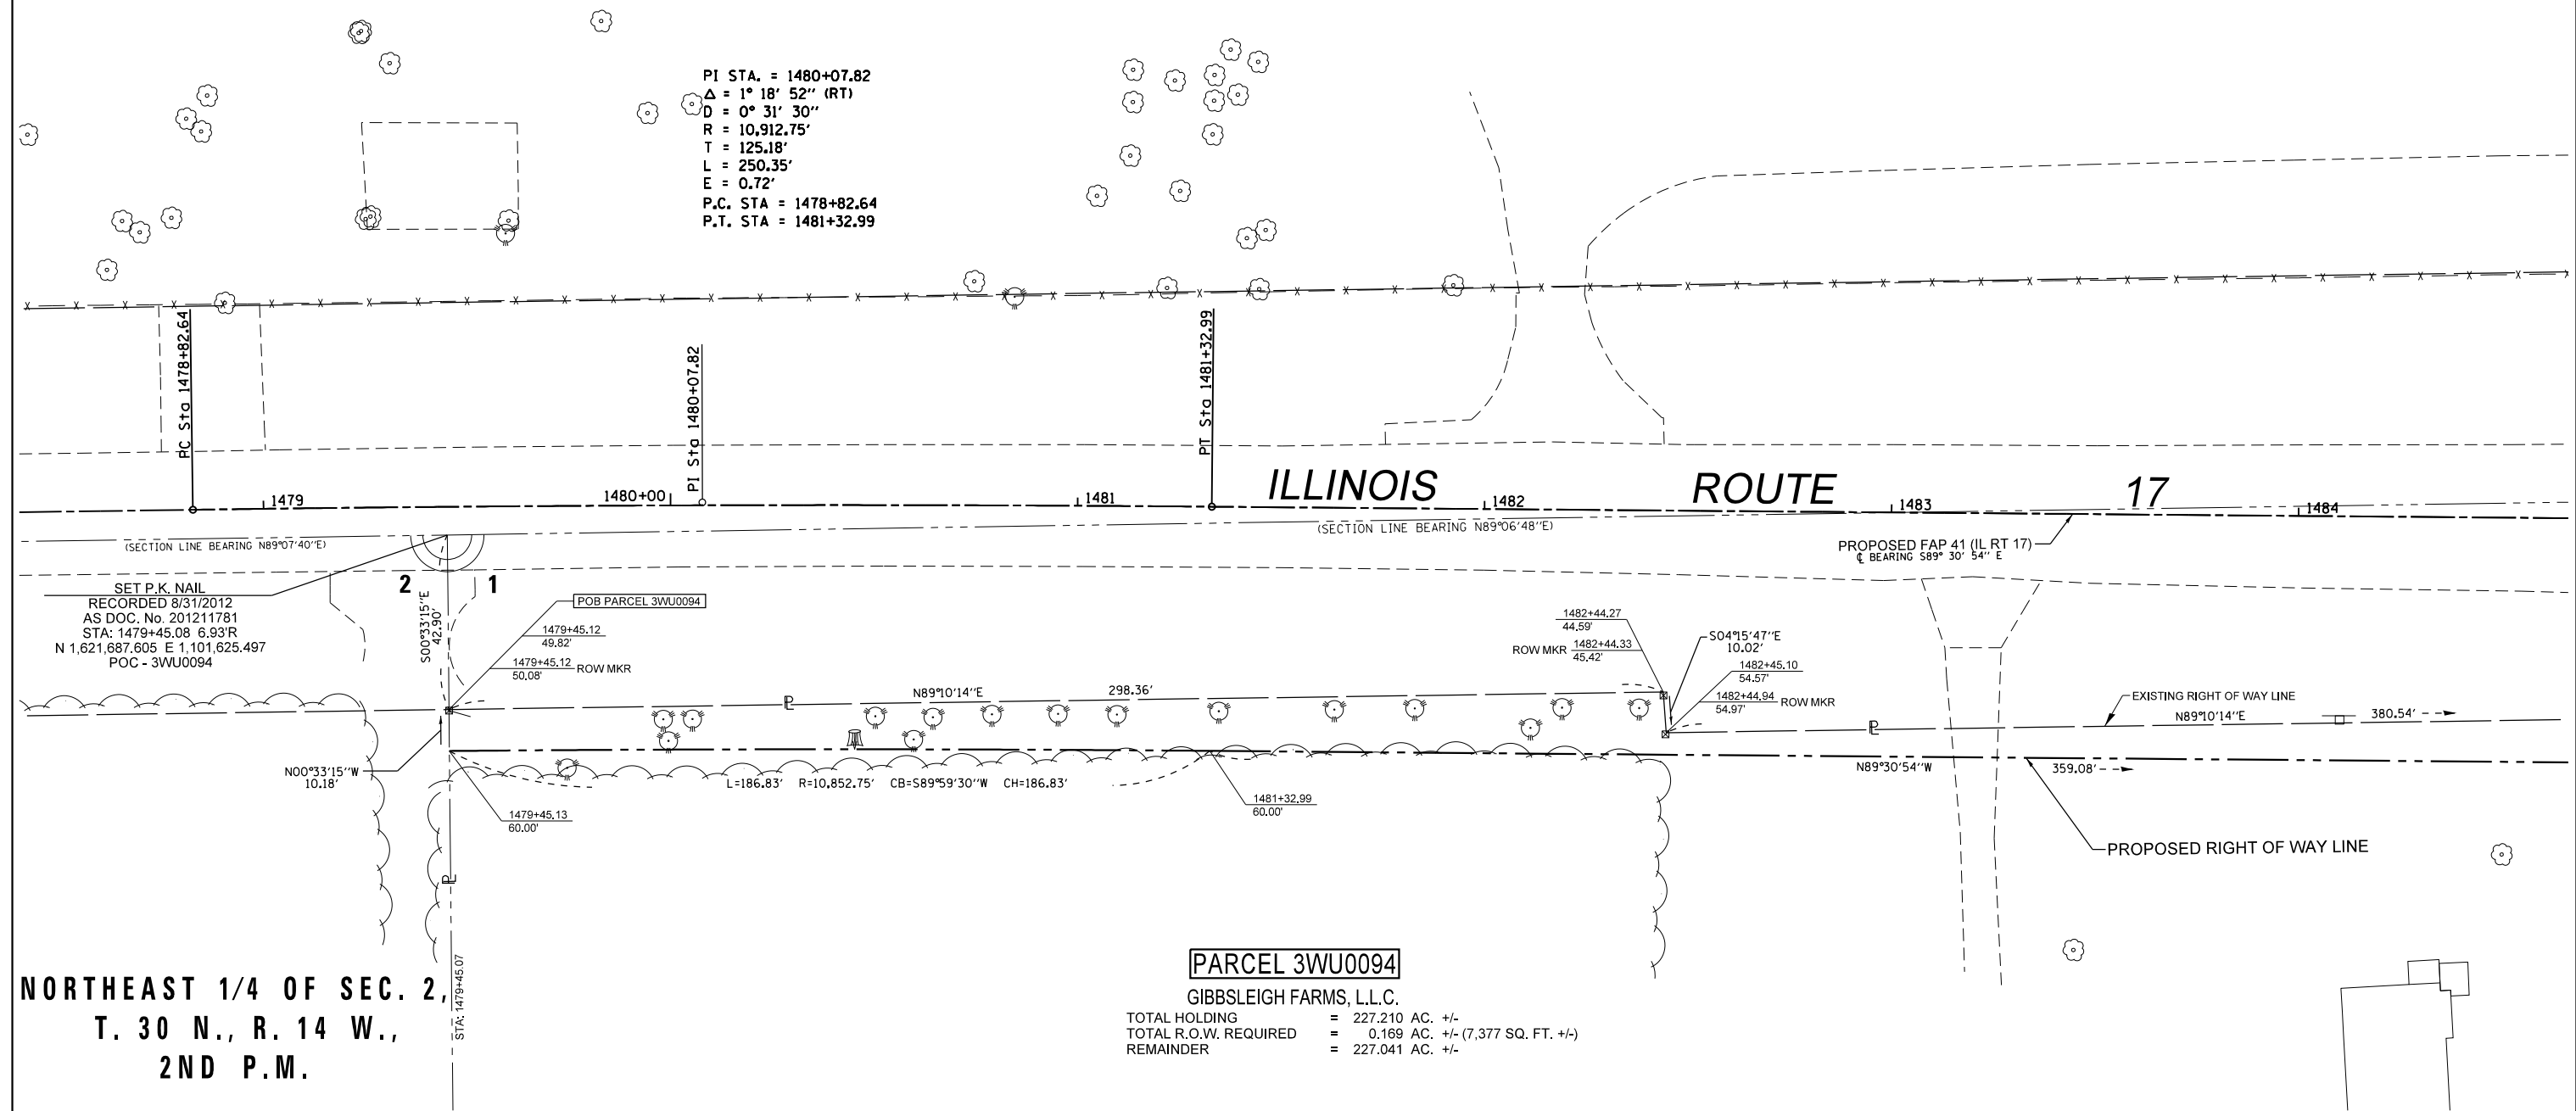 PI STA. = 1480+07.82
Δ = 1° 18' 52'' (RT)
D = 0° 31' 30''
R = 10,912.75'
T = 125.18'
L = 250.35'
E = 0.72'
P.C. STA = 1478+82.64
P.T. STA = 1481+32.99
PC Sta 1478+82.64
PI Sta 1480+07.82
PT Sta 1481+32.99
ILLINOIS ROUTE 17
1479
1480+00
1481
1482
1483
1484
(SECTION LINE BEARING N89°07'40''E)
(SECTION LINE BEARING N89°06'48''E)
PROPOSED FAP 41 (IL RT 17)
℄ BEARING S89° 30' 54'' E
SET P.K. NAIL
RECORDED 8/31/2012
AS DOC. No. 201211781
STA: 1479+45.08 6.93'R
N 1,621,687.605 E 1,101,625.497
POC - 3WU0094
2
1
S00°33'15''E
42.90'
POB PARCEL 3WU0094
1479+45.12
49.82'
1479+45.12 ROW MKR
50.08'
1482+44.27
44.59'
ROW MKR 1482+44.33
45.42'
S04°15'47''E
10.02'
1482+45.10
54.57'
1482+44.94 ROW MKR
54.97'
N89°10'14''E 298.36'
PL
PL
EXISTING RIGHT OF WAY LINE
N89°10'14''E 380.54'
N00°33'15''W
10.18'
L=186.83' R=10,852.75' CB=S89°59'30''W CH=186.83'
N89°30'54''W 359.08'
1479+45.13
60.00'
1481+32.99
60.00'
PROPOSED RIGHT OF WAY LINE
PL
STA: 1479+45.07
NORTHEAST 1/4 OF SEC. 2,
T. 30 N., R. 14 W.,
2ND P.M.
PARCEL 3WU0094
GIBBSLEIGH FARMS, L.L.C.
TOTAL HOLDING = 227.210 AC. +/-
TOTAL R.O.W. REQUIRED = 0.169 AC. +/- (7,377 SQ. FT. +/-)
REMAINDER = 227.041 AC. +/-